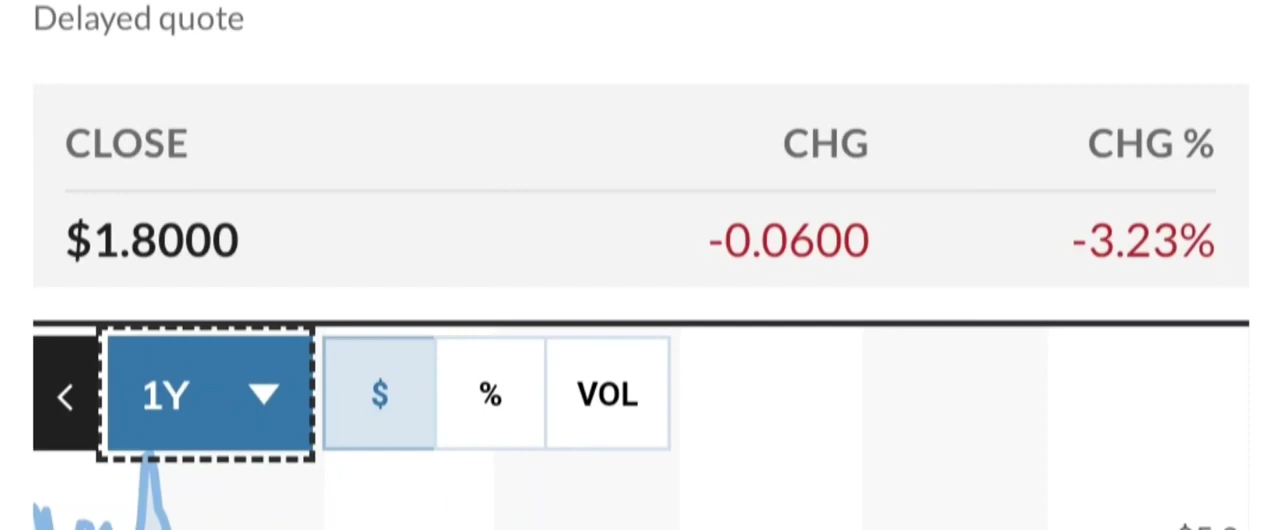 Delayed quote
CLOSE CHG CHG %
$1.8000 -0.0600 -3.23%
1Y $ % VOL